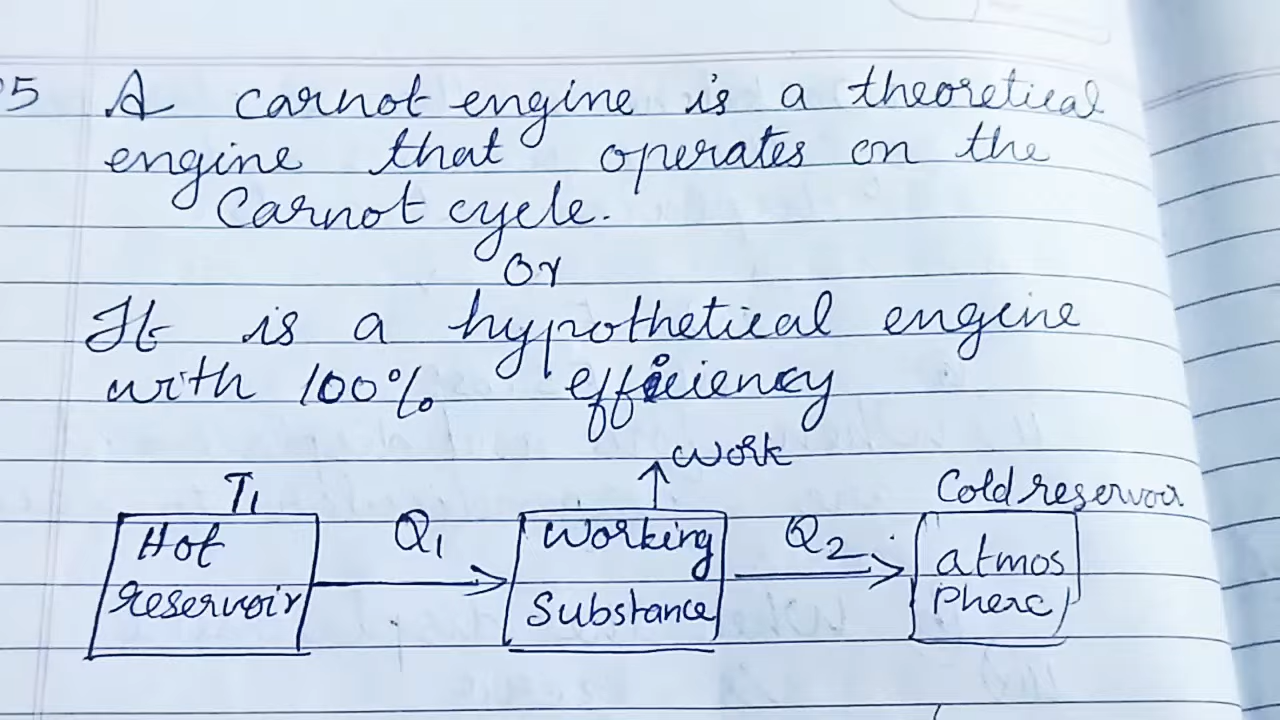 5 A carnot engine is a theoretical
engine that operates on the
Carnot cycle.
Or
It is a hypothetical engine
with 100% efficiency
work
T1
Cold reservoir
Hot
reservoir
Q1
Working
Substance
Q2
atmos
Phere